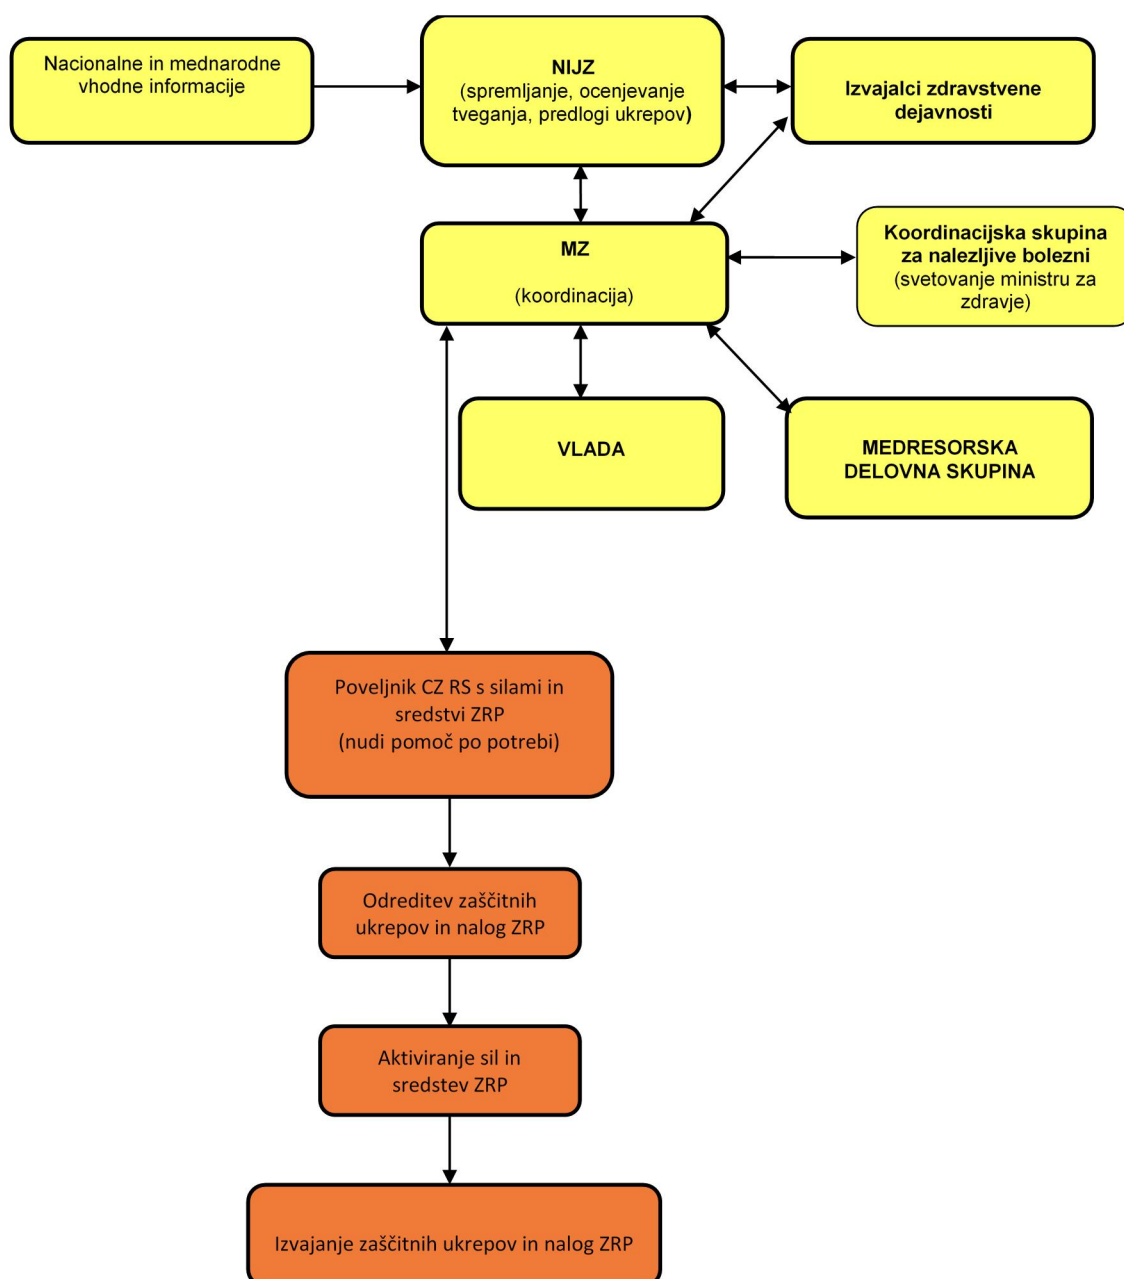 Nacionalne in mednarodne
vhodne informacije
NIJZ
(spremljanje, ocenjevanje
tveganja, predlogi ukrepov)
Izvajalci zdravstvene
dejavnosti
MZ
(koordinacija)
Koordinacijska skupina
za nalezljive bolezni
(svetovanje ministru za
zdravje)
VLADA
MEDRESORSKA
DELOVNA SKUPINA
Poveljnik CZ RS s silami in
sredstvi ZRP
(nudi pomoč po potrebi)
Odreditev zaščitnih
ukrepov in nalog ZRP
Aktiviranje sil in
sredstev ZRP
Izvajanje zaščitnih ukrepov in nalog ZRP